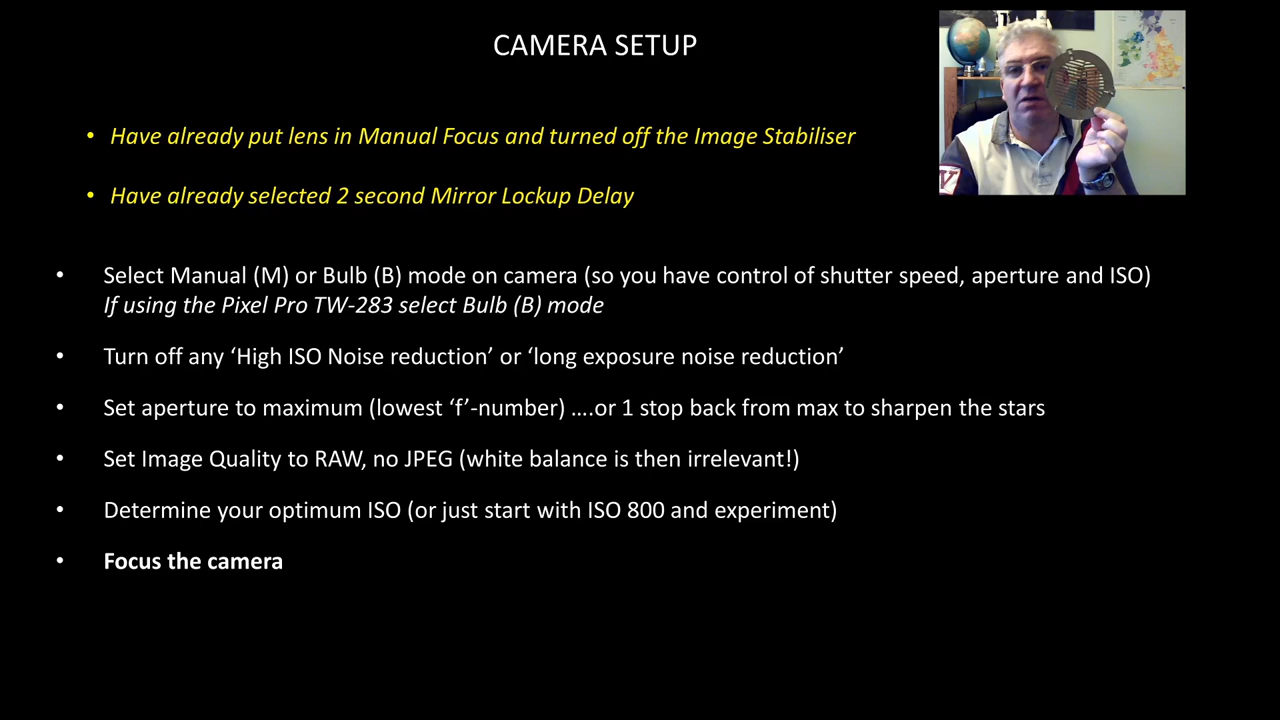 CAMERA SETUP
• Have already put lens in Manual Focus and turned off the Image Stabiliser
• Have already selected 2 second Mirror Lockup Delay
• Select Manual (M) or Bulb (B) mode on camera (so you have control of shutter speed, aperture and ISO)
If using the Pixel Pro TW-283 select Bulb (B) mode
• Turn off any ‘High ISO Noise reduction’ or ‘long exposure noise reduction’
• Set aperture to maximum (lowest ‘f’-number) ….or 1 stop back from max to sharpen the stars
• Set Image Quality to RAW, no JPEG (white balance is then irrelevant!)
• Determine your optimum ISO (or just start with ISO 800 and experiment)
• Focus the camera